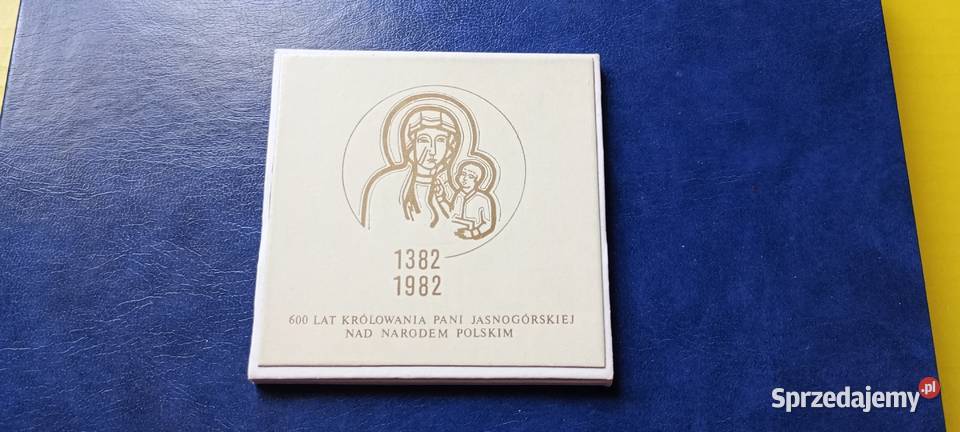 1382
1982
600 LAT KRÓLOWANIA PANI JASNOGÓRSKIEJ
NAD NARODEM POLSKIM
Sprzedajemy.pl